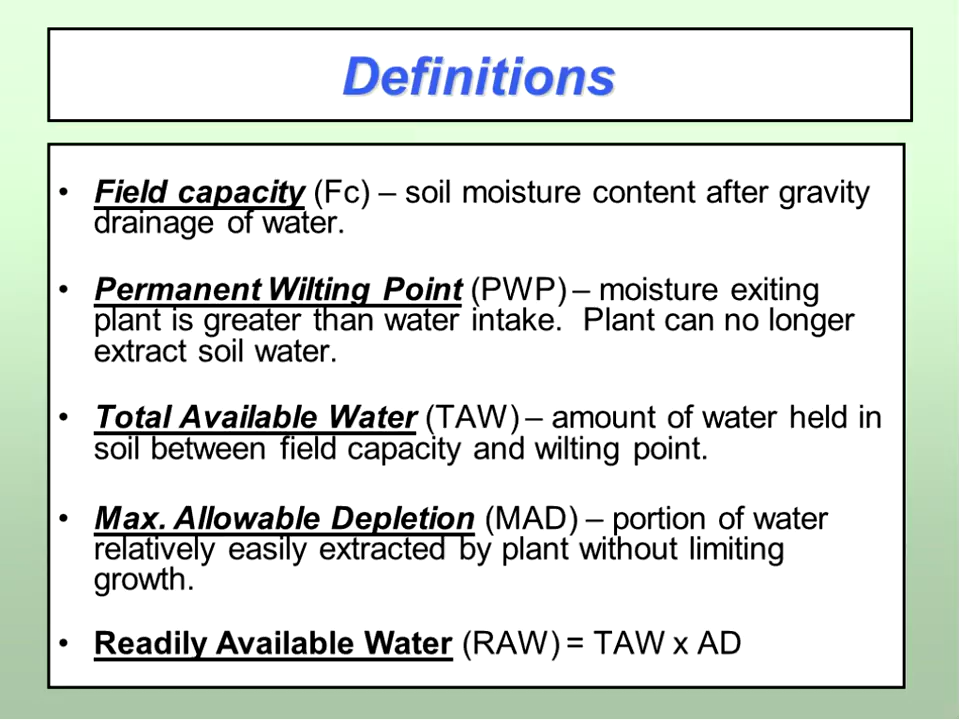 Definitions
• Field capacity (Fc) – soil moisture content after gravity
drainage of water.
• Permanent Wilting Point (PWP) – moisture exiting
plant is greater than water intake. Plant can no longer
extract soil water.
• Total Available Water (TAW) – amount of water held in
soil between field capacity and wilting point.
• Max. Allowable Depletion (MAD) – portion of water
relatively easily extracted by plant without limiting
growth.
• Readily Available Water (RAW) = TAW x AD